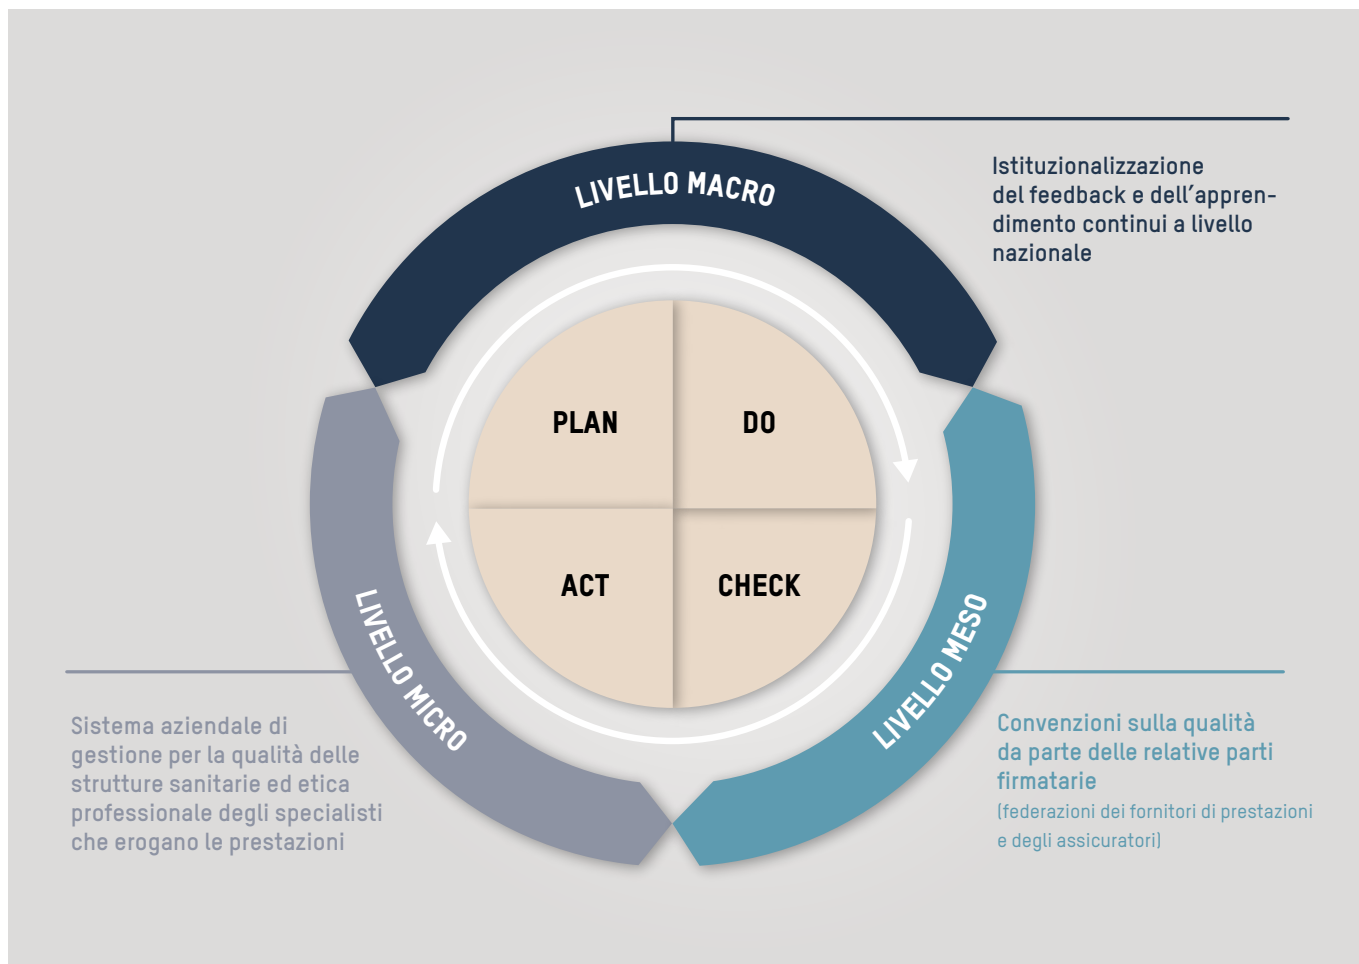 LIVELLO MACRO
Istituzionalizzazione
del feedback e dell’appren-
dimento continui a livello
nazionale
PLAN
DO
ACT
CHECK
LIVELLO MICRO
LIVELLO MESO
Sistema aziendale di
gestione per la qualità delle
strutture sanitarie ed etica
professionale degli specialisti
che erogano le prestazioni
Convenzioni sulla qualità
da parte delle relative parti
firmatarie
(federazioni dei fornitori di prestazioni
e degli assicuratori)